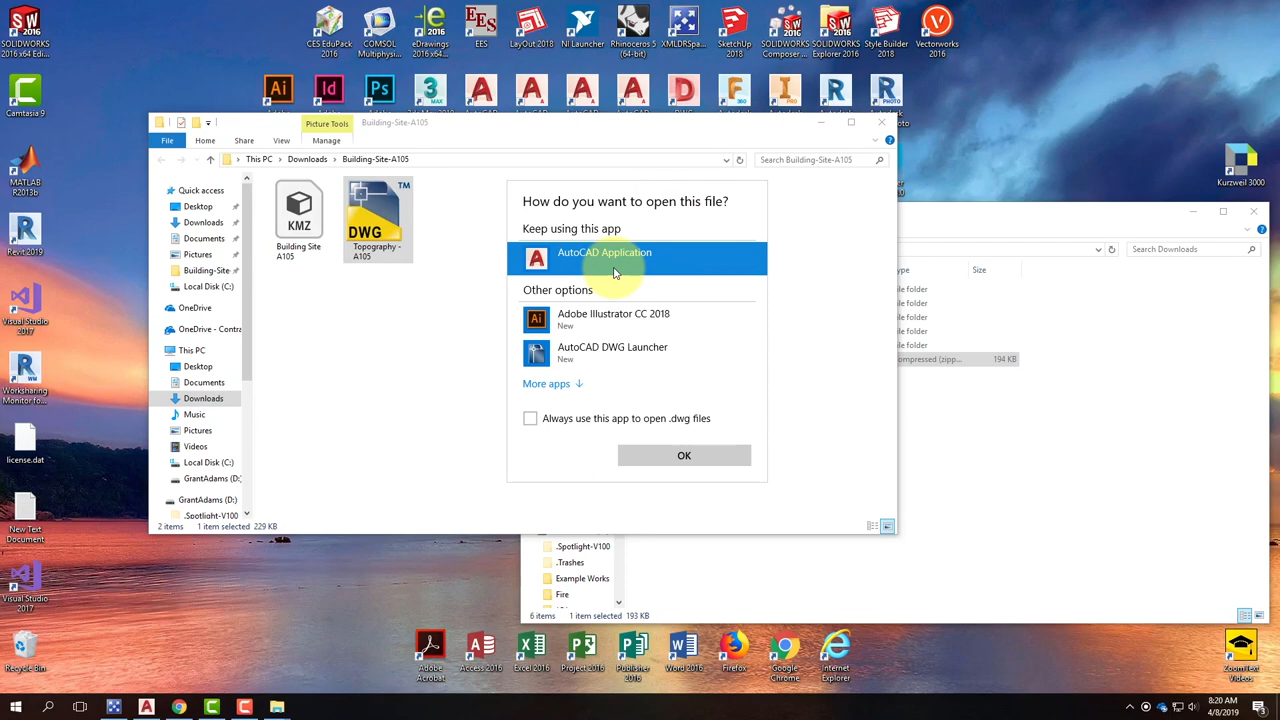 SOLIDWORKS
2016 x64 Edi...
CES EduPack
2016
COMSOL
Multiphysi...
eDrawings
2016 x64 ...
EES
LayOut 2018
NI Launcher
Rhinoceros 5
(64-bit)
XMLDRSpa...
SketchUp
2018
SOLIDWORKS
Composer ...
SOLIDWORKS
Explorer 2016
Style Builder
2018
Vectorworks
Camtasia 9
MATLAB
R2013b
Revit 2019
Visual Studio
2017
Worksharing
Monitor fo...
license.dat
New Text
Document
Visual Studio
2017
Recycle Bin
Kurzweil 3000
Picture Tools
Building-Site-A105
File
Home
Share
View
Manage
This PC
Downloads
Building-Site-A105
Search Building-Site-A105
Quick access
Desktop
Downloads
Documents
Pictures
Building-Site-
Local Disk (C:)
OneDrive
OneDrive - Contra
This PC
Desktop
Documents
Downloads
Music
Pictures
Videos
Local Disk (C:)
GrantAdams (D:)
GrantAdams (D:)
.Spotlight-V100
2 items
1 item selected 229 KB
KMZ
Building Site
A105
DWG
TM
Topography -
A105
How do you want to open this file?
Keep using this app
AutoCAD Application
Other options
Adobe Illustrator CC 2018
New
AutoCAD DWG Launcher
New
More apps
Always use this app to open .dwg files
OK
Search Downloads
ype
Size
ile folder
ile folder
ile folder
ile folder
ile folder
ompressed (zipp...
194 KB
.Spotlight-V100
.Trashes
Example Works
Fire
6 items
1 item selected 193 KB
Adobe
Acrobat
Access 2016
Excel 2016
Project 2016
Publisher
2016
Word 2016
Firefox
Google
Chrome
Internet
Explorer
ZoomText
Videos
8:20 AM
4/8/2019